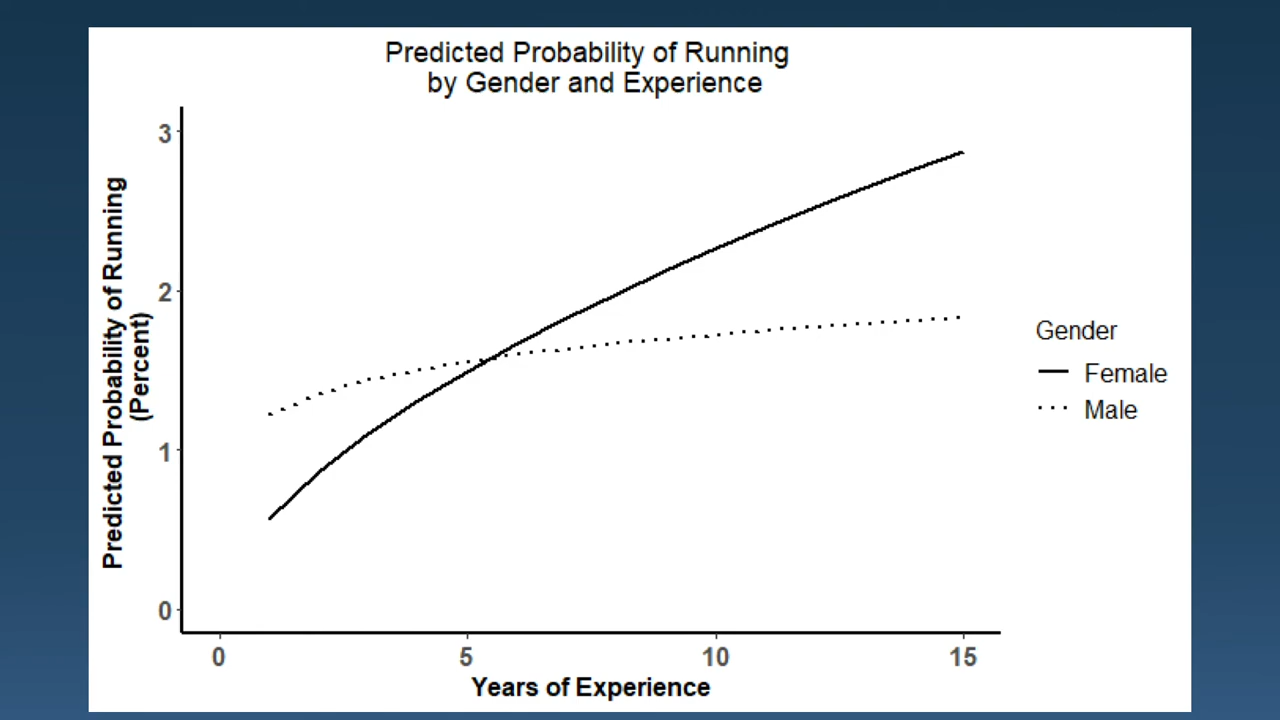 Predicted Probability of Running
by Gender and Experience
Predicted Probability of Running
(Percent)
3
2
1
0
0 5 10 15
Years of Experience
Gender
Female
Male